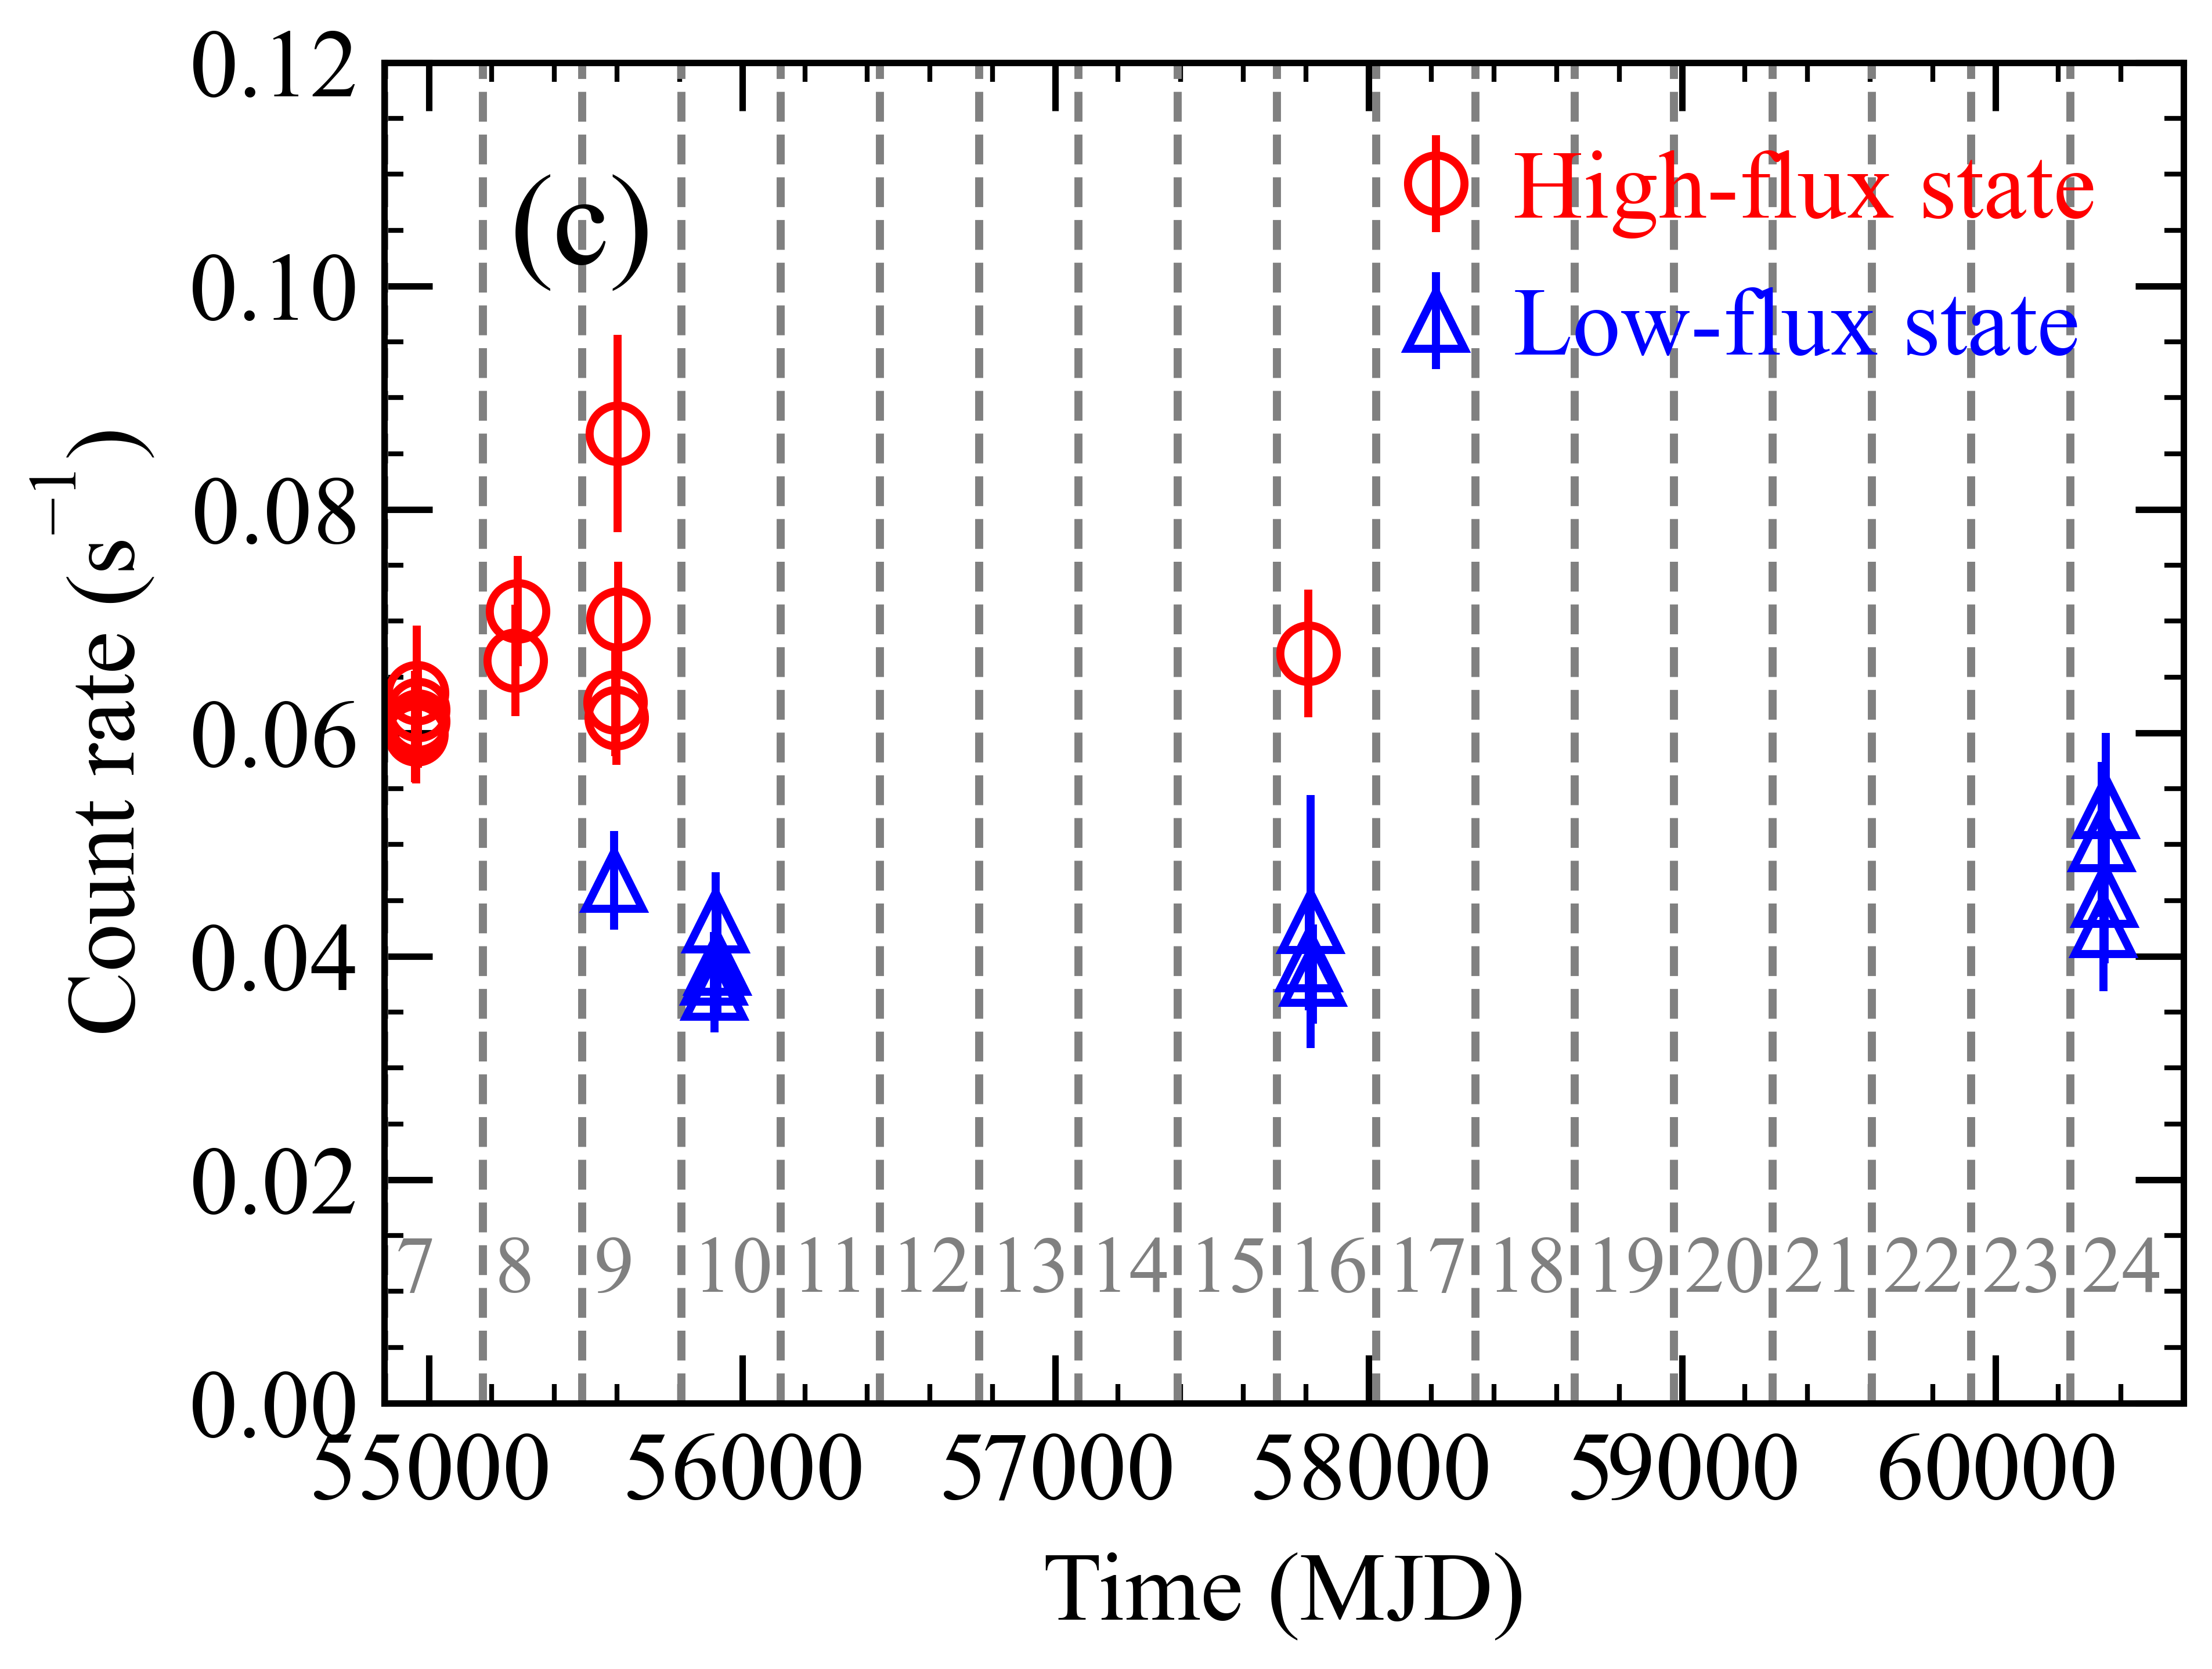 0.12
0.10
0.08
0.06
0.04
0.02
0.00
Count rate (s⁻¹)
(c)
High-flux state
Low-flux state
7 8 9 10 11 12 13 14 15 16 17 18 19 20 21 22 23 24
55000 56000 57000 58000 59000 60000
Time (MJD)